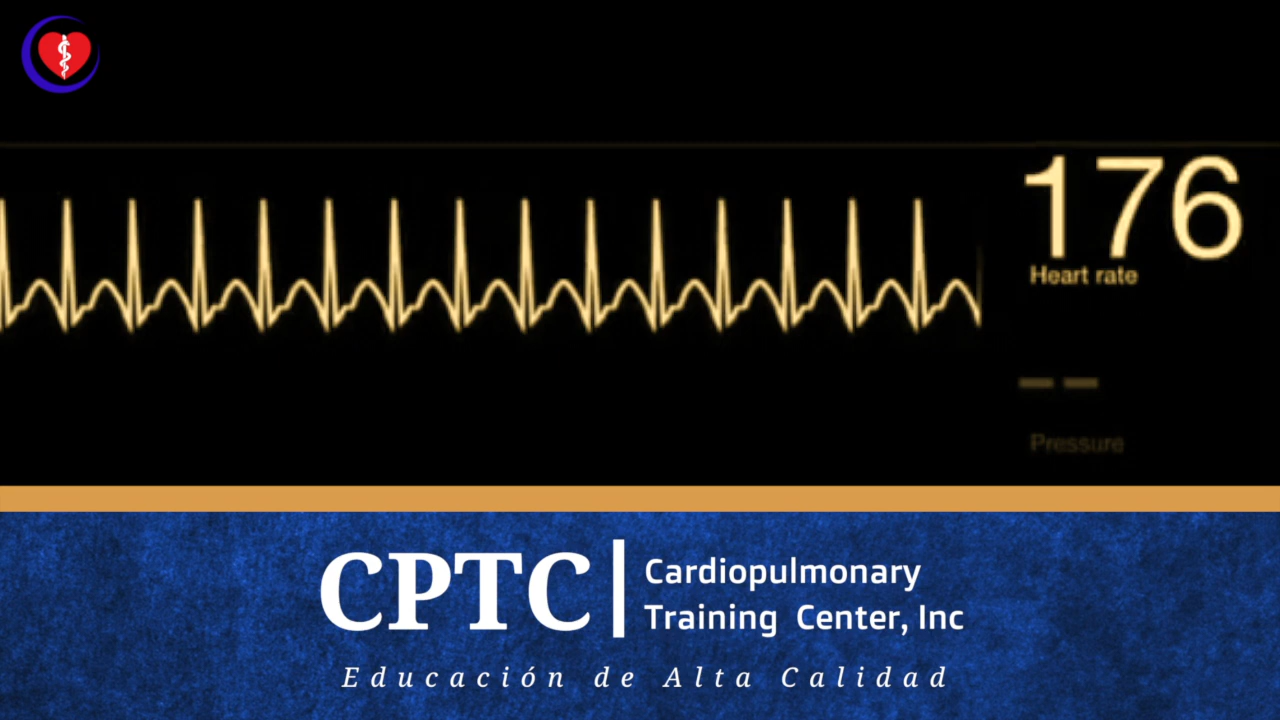 176
Heart rate
-- 
Pressure
CPTC
Cardiopulmonary
Training Center, Inc
Educación de Alta Calidad